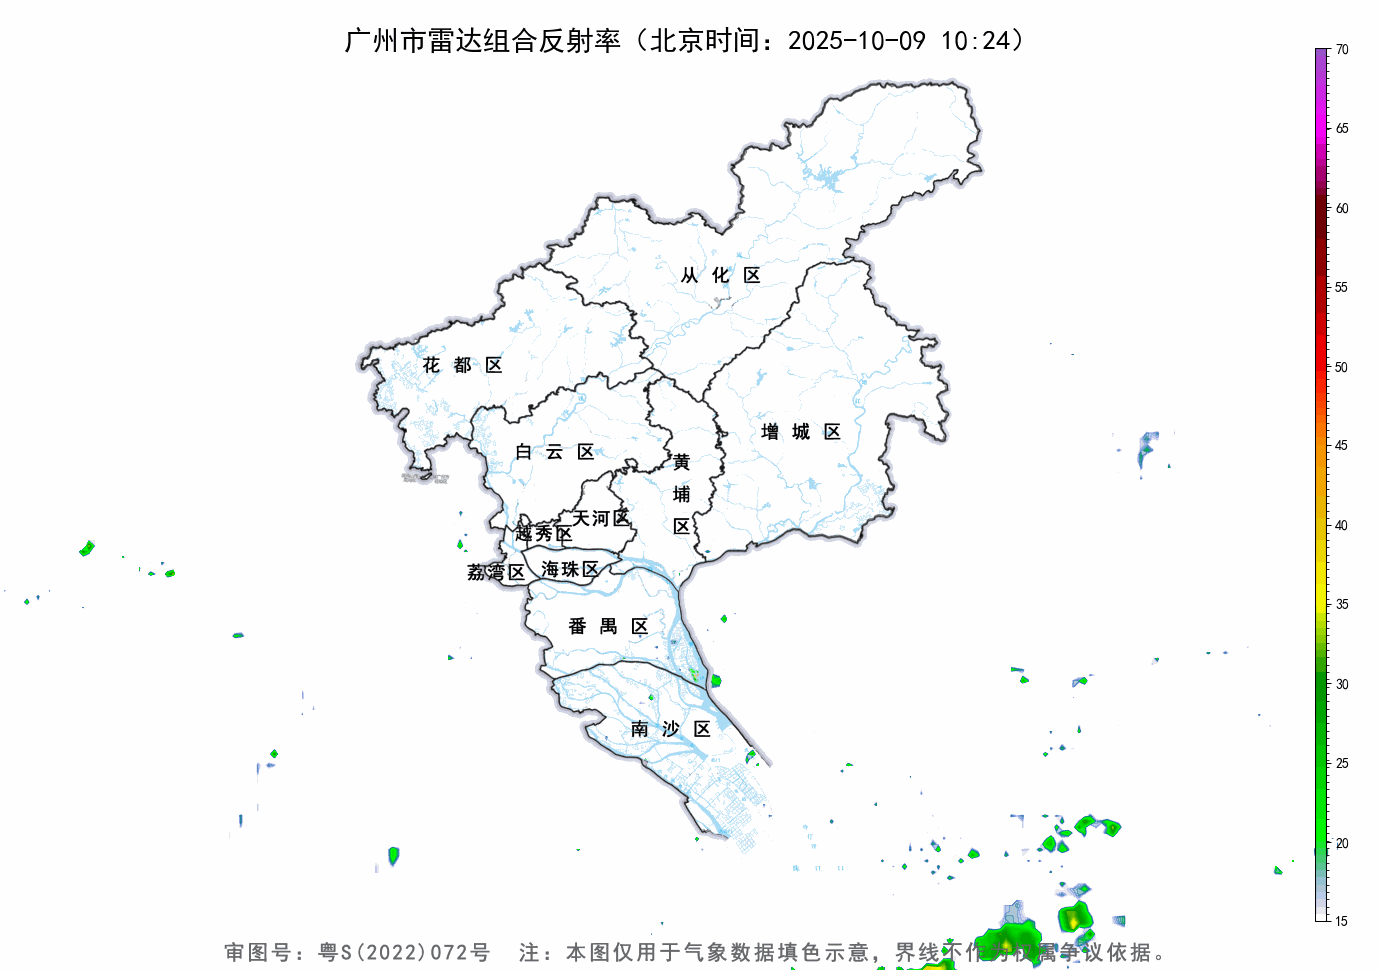 广州市雷达组合反射率（北京时间：2025-10-09 10:24）
70
65
60
55
50
45
40
35
30
25
20
15
从化区
花都区
增城区
白云区
黄埔区
天河区
越秀区
荔湾区
海珠区
番禺区
南沙区
审图号：粤S(2022)072号 注：本图仅用于气象数据填色示意，界线不作为权属争议依据。